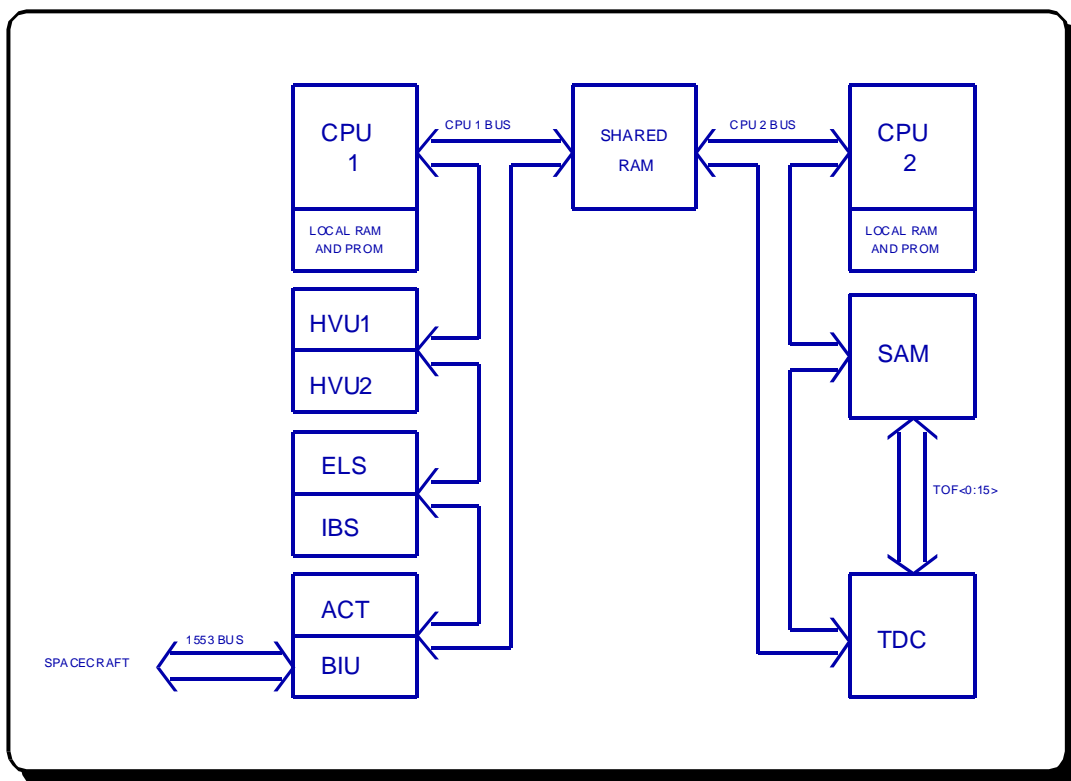 CPU
1
LOCAL RAM
AND PROM
CPU 1 BUS
SHARED
RAM
CPU 2 BUS
CPU
2
LOCAL RAM
AND PROM
HVU1
HVU2
SAM
ELS
IBS
TOF<0:15>
ACT
BIU
TDC
1553 BUS
SPACECRAFT